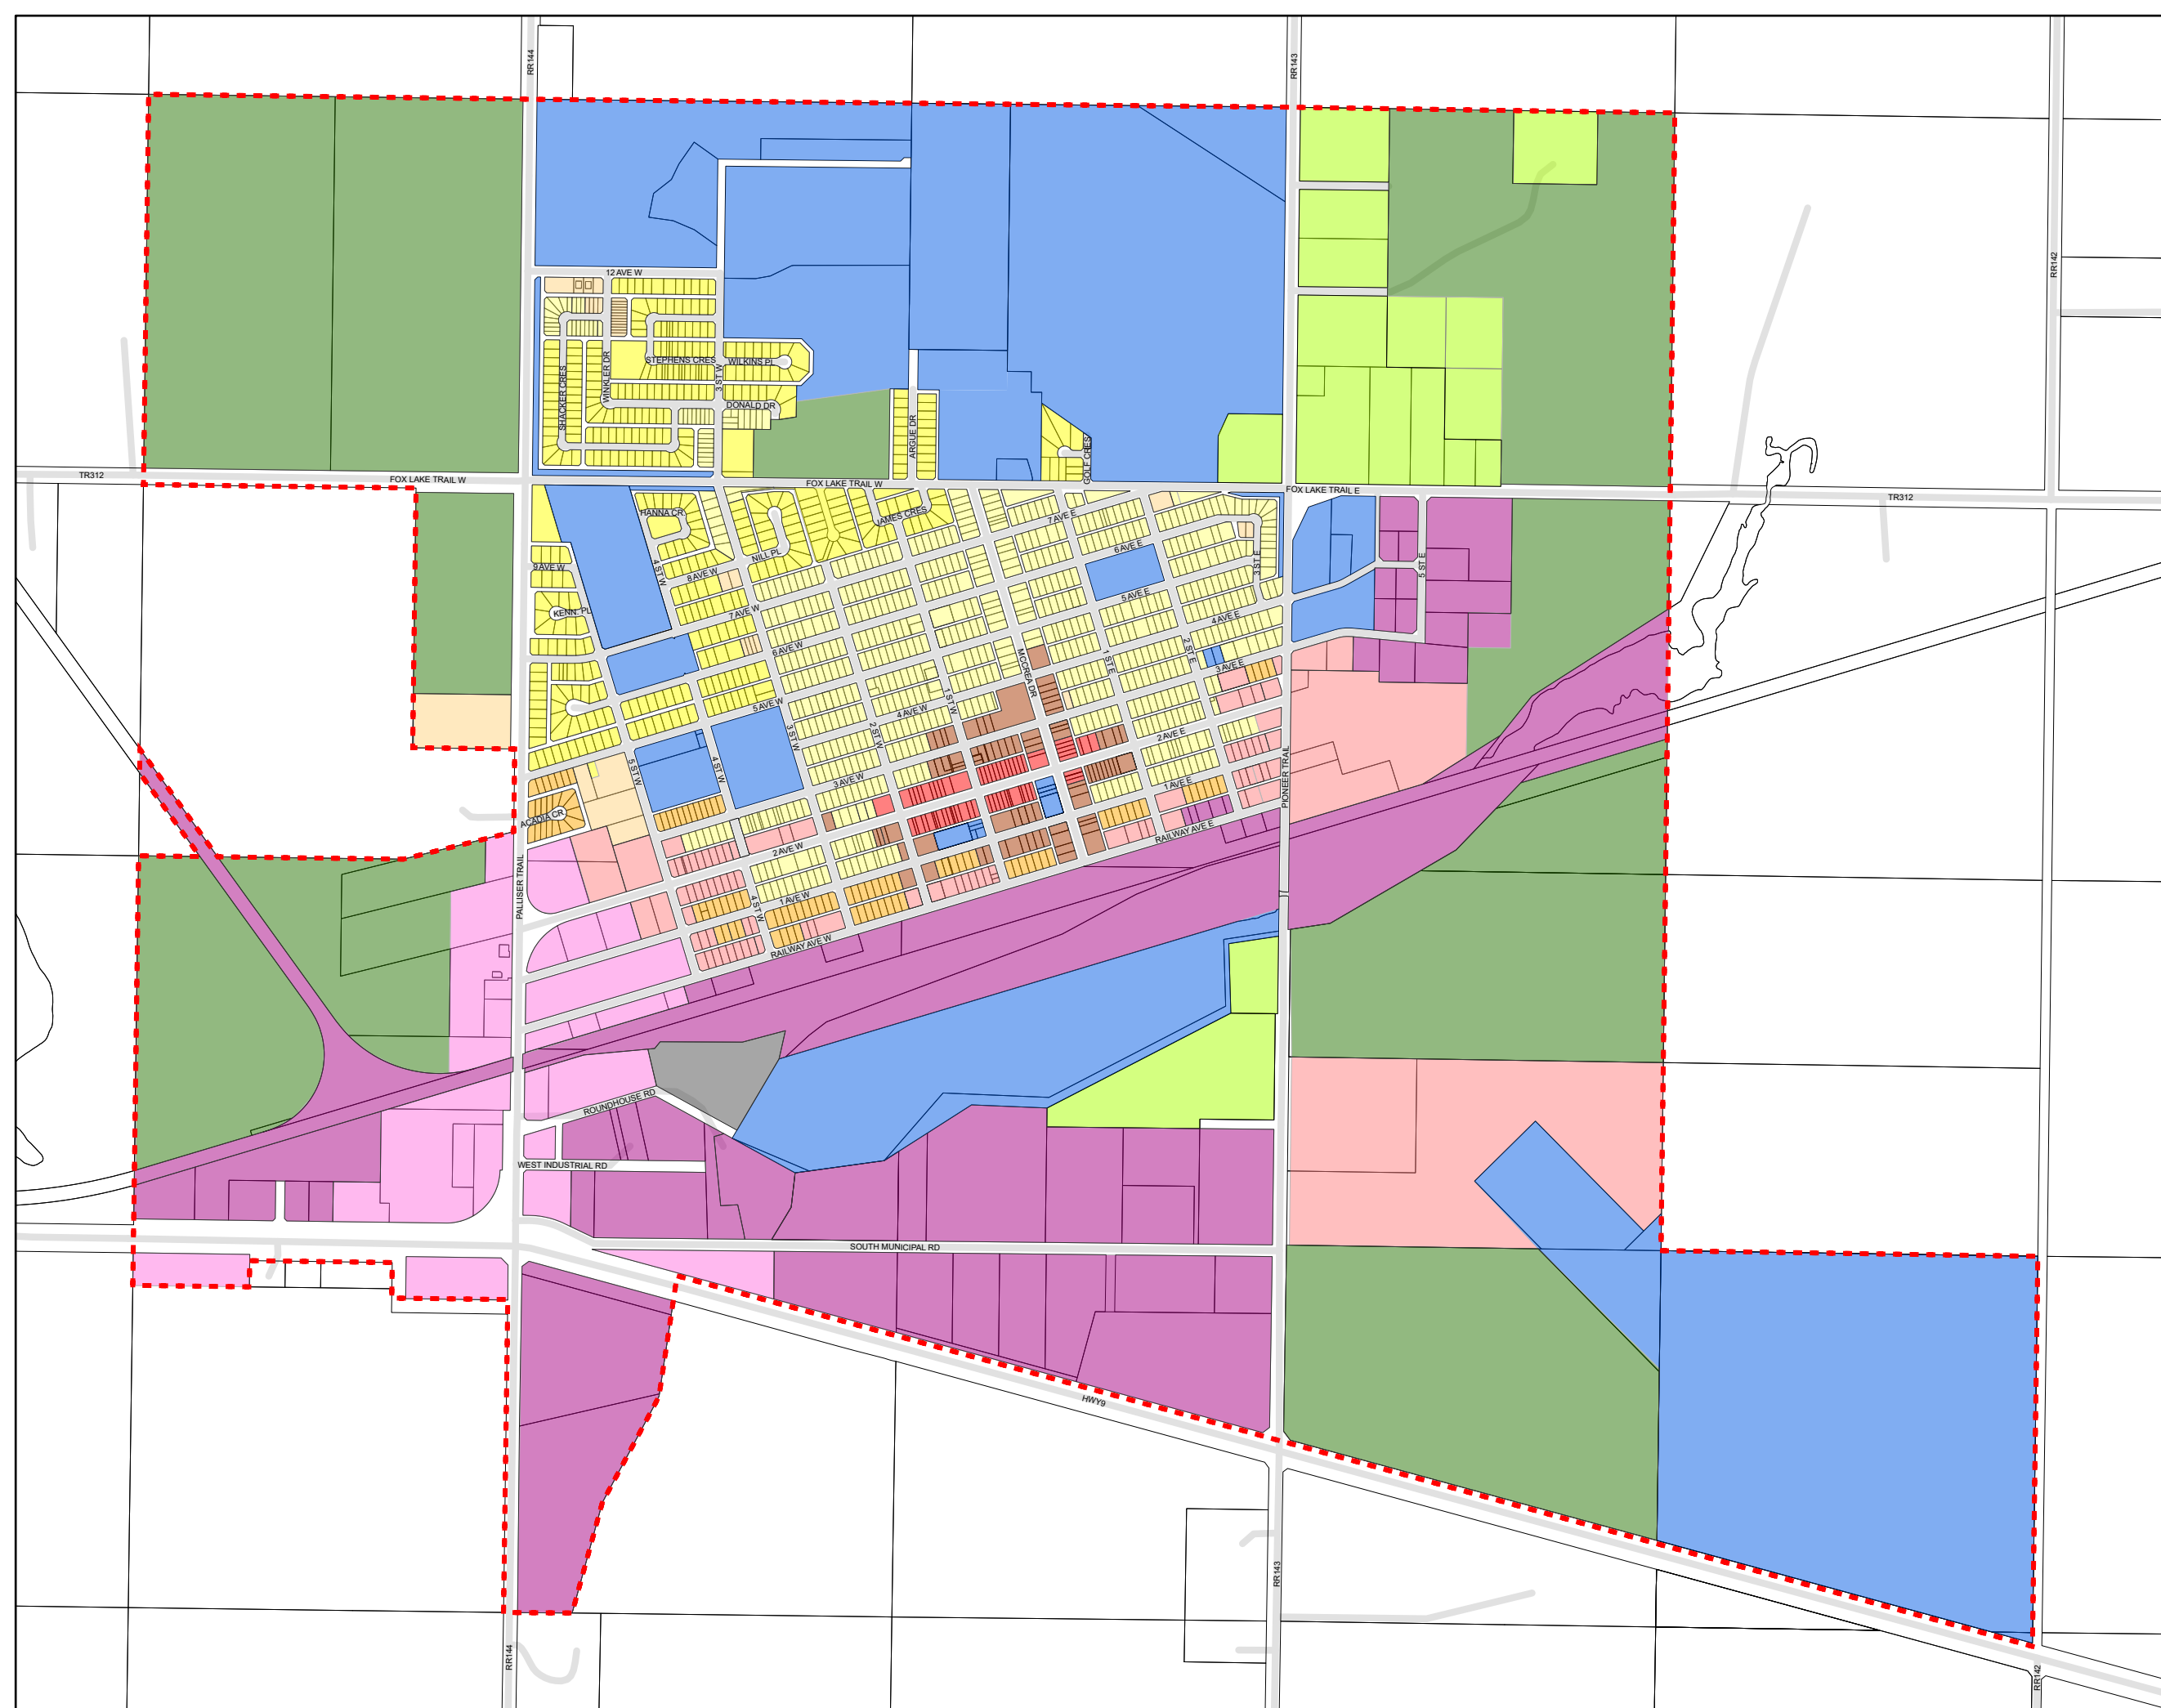 RR144
RR143
RR142
12 AVE W
STEPHENS CRES
WILKINS PL
WINKLER DR
SHACKER CRES
3 ST W
DONALD DR
ARGUE DR
GOLF CRES
TR312
FOX LAKE TRAIL W
FOX LAKE TRAIL W
FOX LAKE TRAIL E
TR312
HANNA CR
JAMES CRES
7 AVE E
NILL PL
6 AVE E
9 AVE W
4 ST W
8 AVE W
3 ST E
5 ST E
KENN. PL
7 AVE W
5 AVE E
4 AVE E
6 AVE W
2 ST E
1 ST E
MCCREA DR
3 AVE E
5 AVE W
1 ST W
4 AVE W
3 ST W
2 ST W
2 AVE E
5 ST W
4 ST W
3 AVE W
1 AVE E
PIONEER TRAIL
ACADIA CR
RAILWAY AVE E
2 AVE W
PALLISER TRAIL
1 AVE W
4 ST W
RAILWAY AVE W
ROUNDHOUSE RD
WEST INDUSTRIAL RD
SOUTH MUNICIPAL RD
HWY9
RR143
RR144
RR142